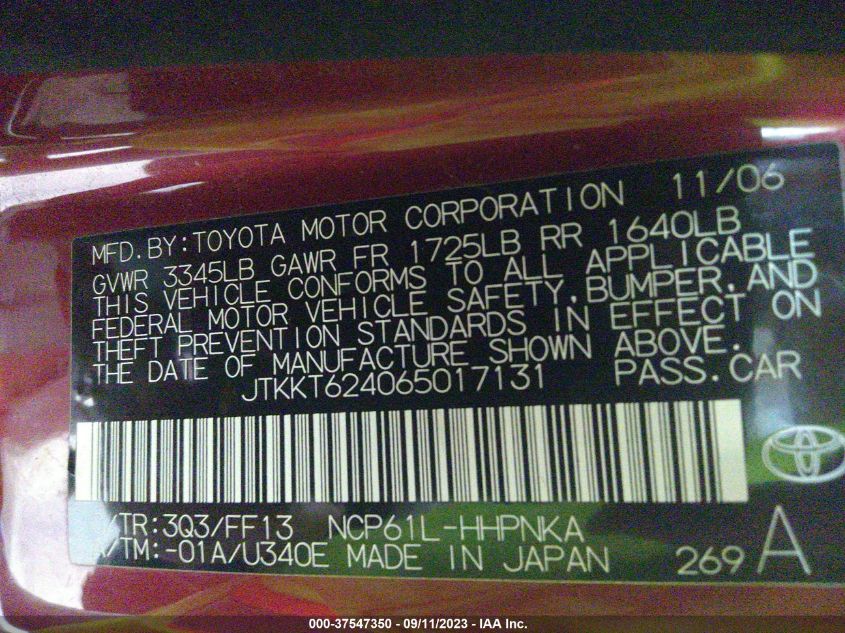 MFD.BY:TOYOTA MOTOR CORPORATION 11/06
GVWR 3345LB GAWR FR 1725LB RR 1640LB
THIS VEHICLE CONFORMS TO ALL APPLICABLE
FEDERAL MOTOR VEHICLE SAFETY,BUMPER,AND
THEFT PREVENTION STANDARDS IN EFFECT ON
THE DATE OF MANUFACTURE SHOWN ABOVE.
JTKKT624065017131 PASS.CAR
/TR:3Q3/FF13 NCP61L-HHPNKA
A/TM:-01A/U340E MADE IN JAPAN 269 A
000-37547350 - 09/11/2023 - IAA Inc.